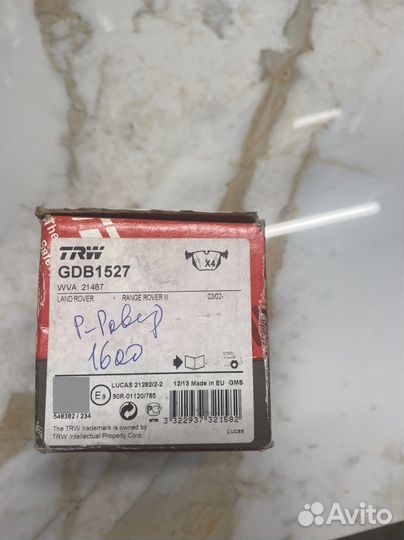 The
TRW
GDB1527
X4
WVA: 21487
LAND ROVER • RANGE ROVER III 03/02-
Р-Ровер
1600
LUCAS 21282/2-2 12/13 Made in EU GMS
E9 90R-01120/785
548382 / 234
3 322937 321582
The TRW trademark is owned by
TRW Intellectual Property Corp.
Lucas
Avito